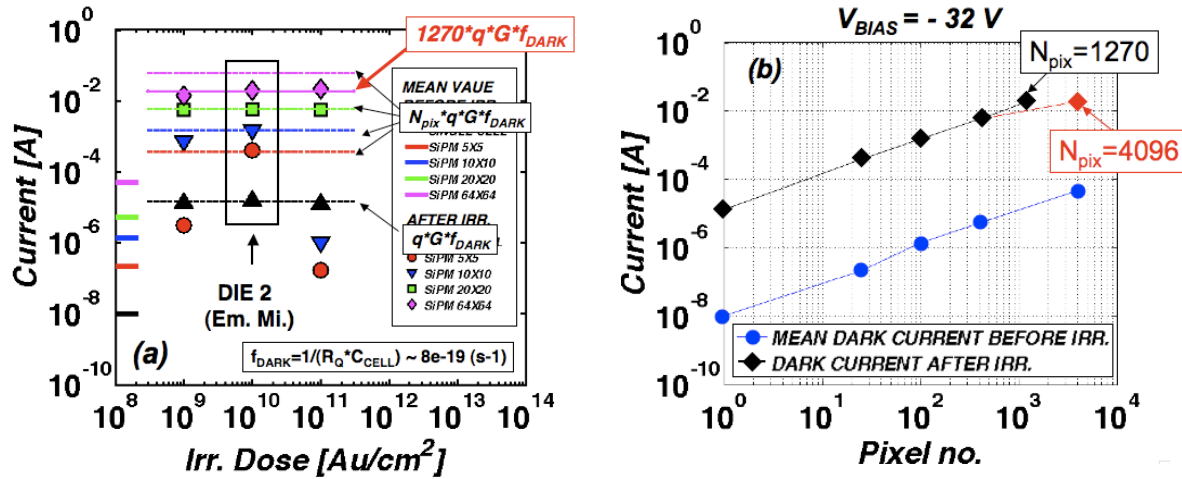 10^0
10^-2
10^-4
10^-6
10^-8
10^-10
Current [A]
1270*q*G*f_DARK
MEAN VAUE
N_pix*q*G*f_DARK
SiPM 5X5
SiPM 10X10
SiPM 20X20
SiPM 64X64
AFTER IRR.
q*G*f_DARK
SiPM 5X5
SiPM 10X10
SiPM 20X20
SiPM 64X64
DIE 2
(Em. Mi.)
(a)
f_DARK=1/(R_Q*C_CELL) ~ 8e-19 (s-1)
10^8 10^9 10^10 10^11 10^12 10^13 10^14
Irr. Dose [Au/cm^2]
V_BIAS = - 32 V
10^0
10^-2
10^-4
10^-6
10^-8
10^-10
Current [A]
(b)
N_pix=1270
N_pix=4096
MEAN DARK CURRENT BEFORE IRR.
DARK CURRENT AFTER IRR.
10^0 10^1 10^2 10^3 10^4
Pixel no.